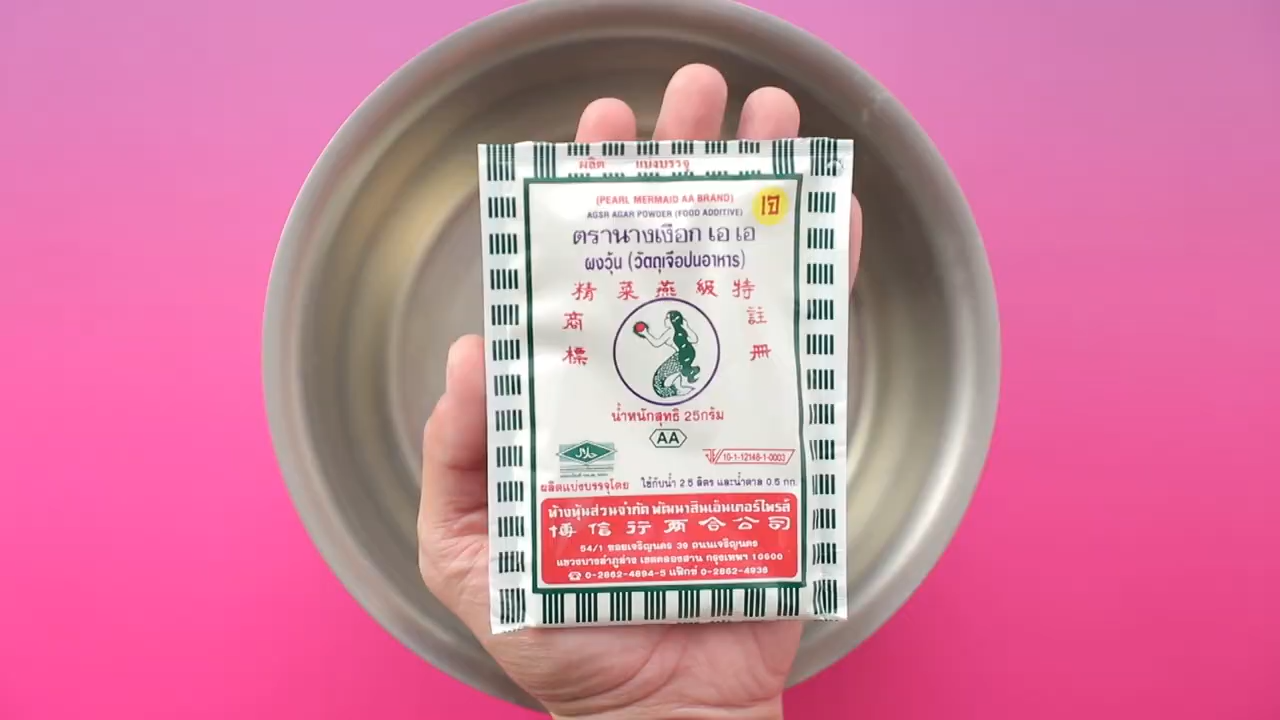 ผลิต แบ่งบรรจุ
(PEARL MERMAID AA BRAND)
เจ
AGSR AGAR POWDER (FOOD ADDITIVE)
ตรานางเงือก เอ เอ
ผงวุ้น (วัตถุเจือปนอาหาร)
精 菜 燕 級 特
商 註
標 冊
น้ำหนักสุทธิ 25กรัม
AA
حلال
10-1-12148-1-0003
ผลิตแบ่งบรรจุโดย ใช้กับน้ำ 2.5 ลิตร และน้ำตาล 0.5 กก.
ห้างหุ้นส่วนจำกัด พัฒนาสินเอ็นเตอร์ไพรส์
博 信 行 兩 合 公 司
54/1 ซอยเจริญนคร 39 ถนนเจริญนคร
แขวงบางลำภูล่าง เขตคลองสาน กรุงเทพฯ 10600
☎ 0-2862-4894-5 แฟ็กซ์ 0-2862-4936